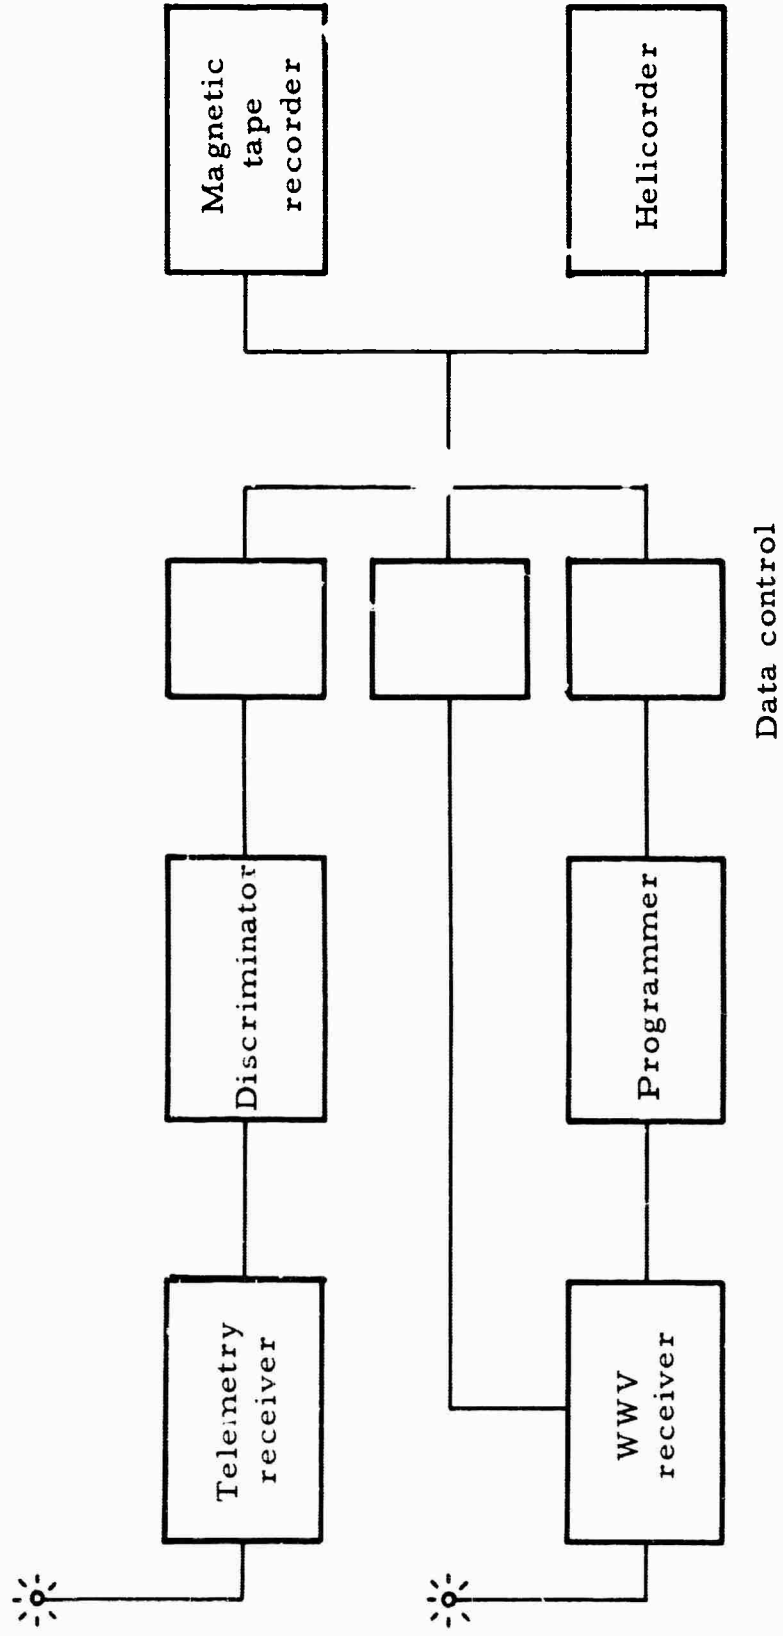 Telemetry
receiver
Discriminator
Magnetic
tape
recorder
WWV
receiver
Programmer
Helicorder
Data control